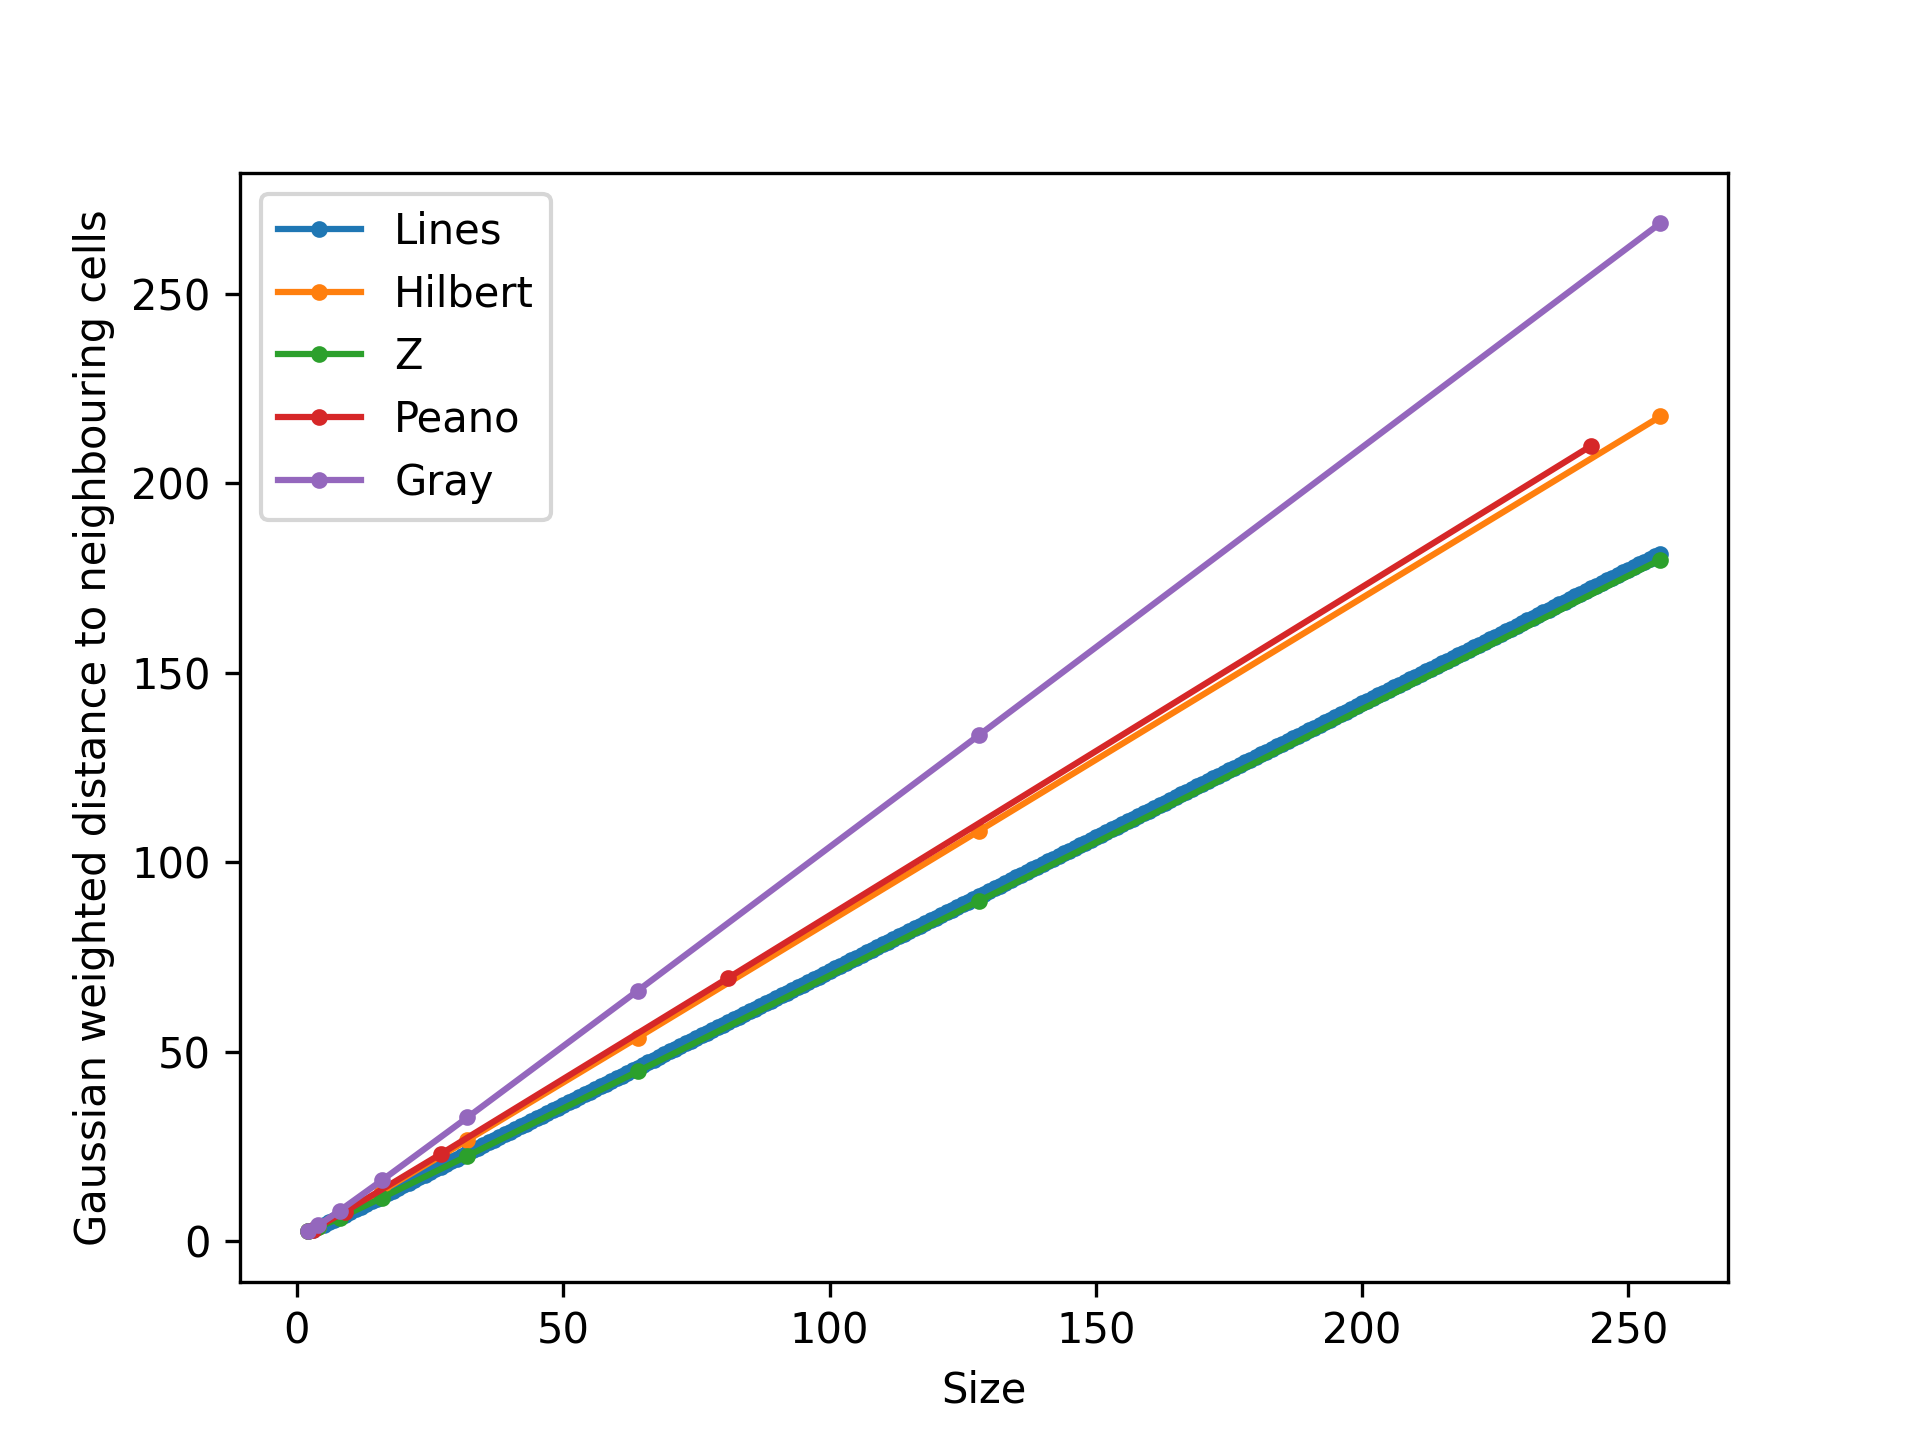 Lines
Hilbert
Z
Peano
Gray
Gaussian weighted distance to neighbouring cells
250
200
150
100
50
0
0 50 100 150 200 250
Size